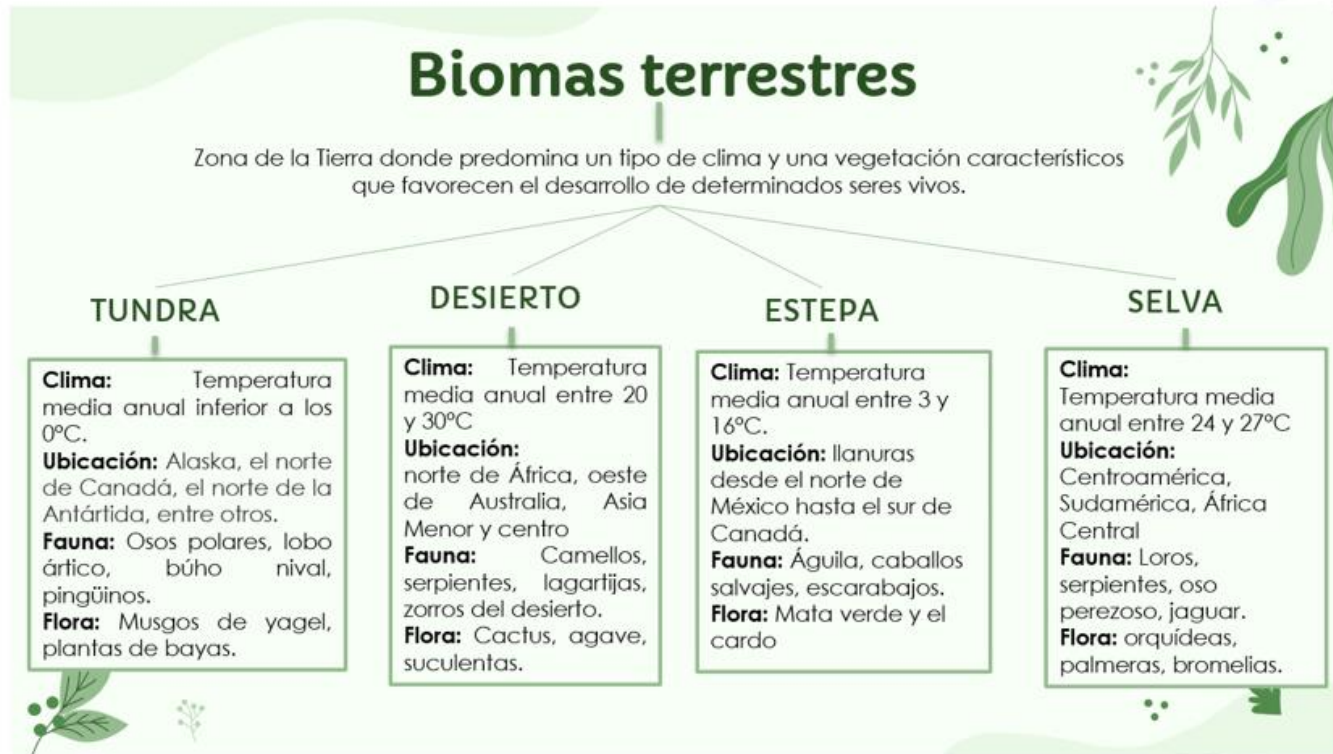 Biomas terrestres
Zona de la Tierra donde predomina un tipo de clima y una vegetación característicos
que favorecen el desarrollo de determinados seres vivos.
TUNDRA
Clima: Temperatura
media anual inferior a los
0°C.
Ubicación: Alaska, el norte
de Canadá, el norte de la
Antártida, entre otros.
Fauna: Osos polares, lobo
ártico, búho nival,
pingüinos.
Flora: Musgos de yagel,
plantas de bayas.
DESIERTO
Clima: Temperatura
media anual entre 20
y 30°C
Ubicación:
norte de África, oeste
de Australia, Asia
Menor y centro
Fauna: Camellos,
serpientes, lagartijas,
zorros del desierto.
Flora: Cactus, agave,
suculentas.
ESTEPA
Clima: Temperatura
media anual entre 3 y
16°C.
Ubicación: llanuras
desde el norte de
México hasta el sur de
Canadá.
Fauna: Águila, caballos
salvajes, escarabajos.
Flora: Mata verde y el
cardo
SELVA
Clima:
Temperatura media
anual entre 24 y 27°C
Ubicación:
Centroamérica,
Sudamérica, África
Central
Fauna: Loros,
serpientes, oso
perezoso, jaguar.
Flora: orquídeas,
palmeras, bromelias.